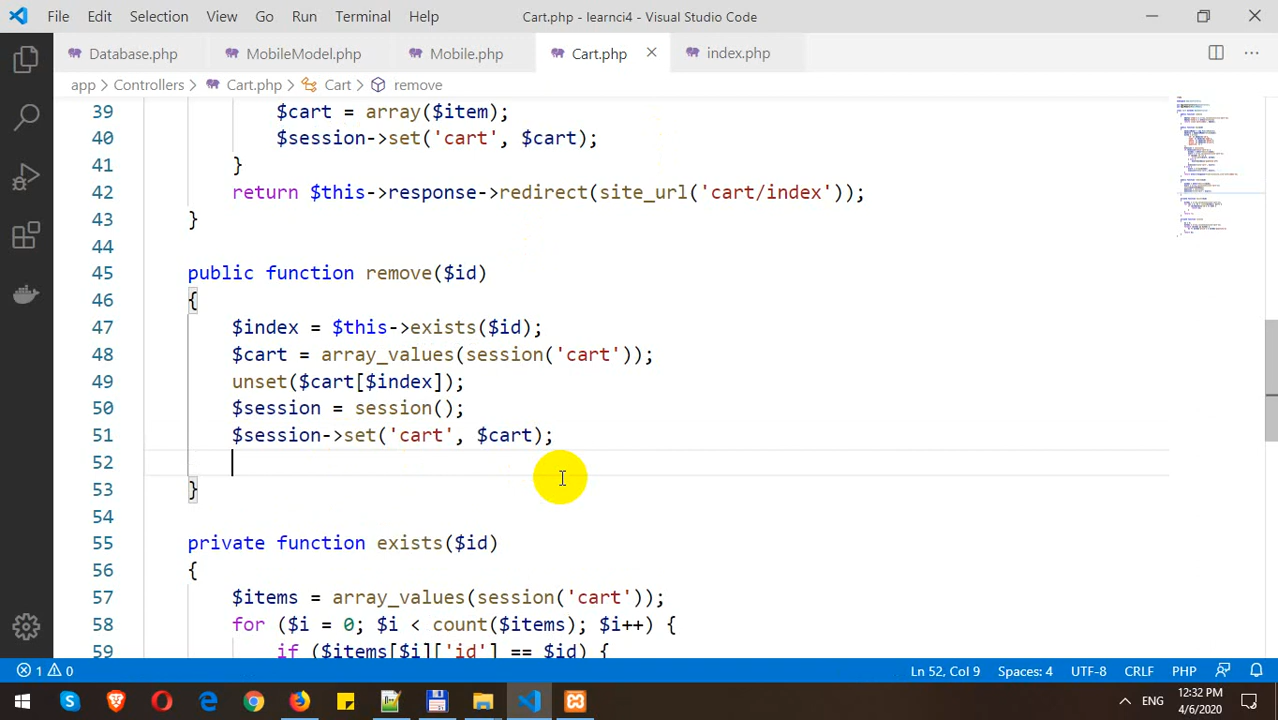 File Edit Selection View Go Run Terminal Help Cart.php - learnci4 - Visual Studio Code
Database.php MobileModel.php Mobile.php Cart.php index.php
app > Controllers > Cart.php > Cart > remove
39 $cart = array($item);
40 $session->set('cart', $cart);
41 }
42 return $this->response->redirect(site_url('cart/index'));
43 }
44
45 public function remove($id)
46 {
47 $index = $this->exists($id);
48 $cart = array_values(session('cart'));
49 unset($cart[$index]);
50 $session = session();
51 $session->set('cart', $cart);
52
53 }
54
55 private function exists($id)
56 {
57 $items = array_values(session('cart'));
58 for ($i = 0; $i < count($items); $i++) {
59 if ($items[$i]['id'] == $id) {
1 0 Ln 52, Col 9 Spaces: 4 UTF-8 CRLF PHP
ENG 12:32 PM
4/6/2020